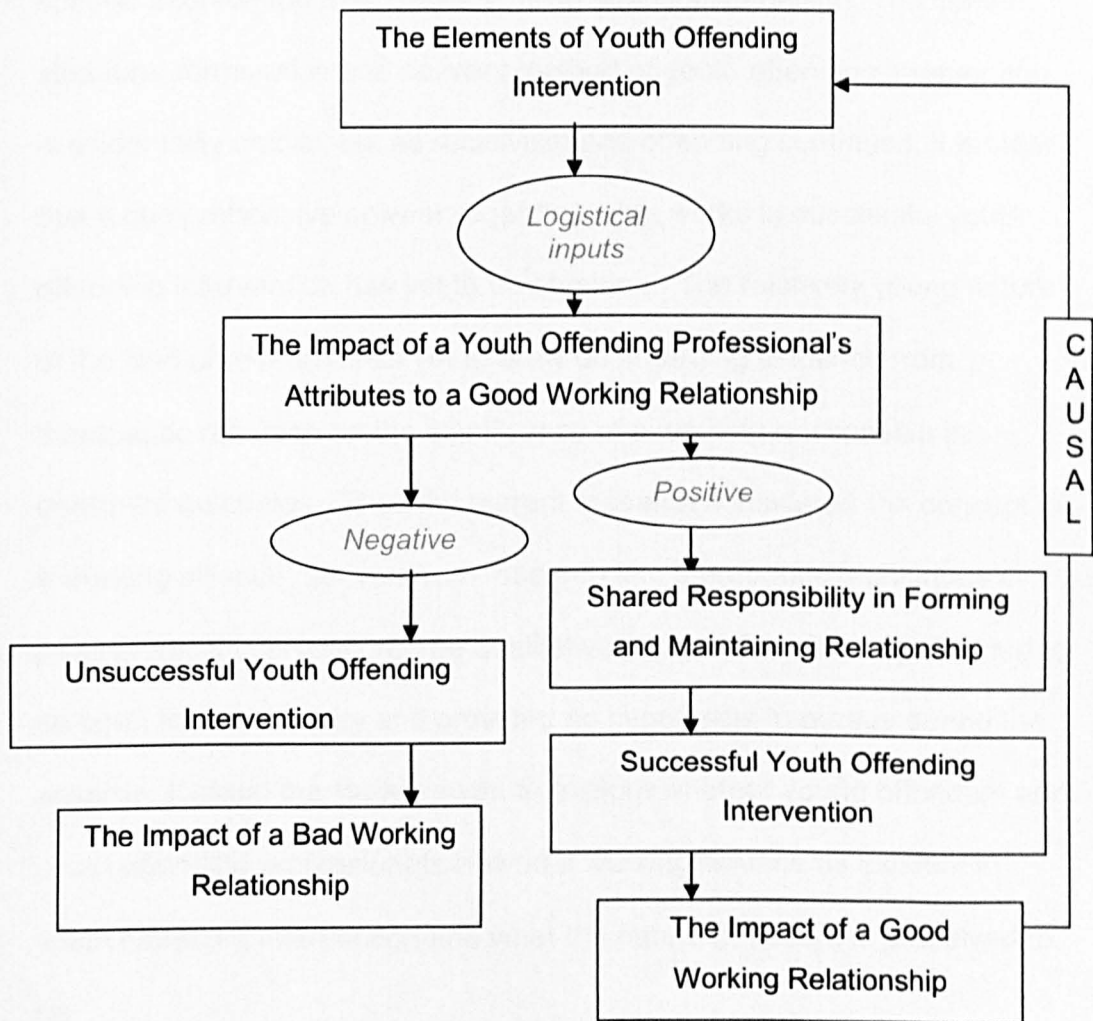 The Elements of Youth Offending
Intervention
Logistical
inputs
The Impact of a Youth Offending Professional's
Attributes to a Good Working Relationship
C
A
U
S
A
L
Positive
Negative
Shared Responsibility in Forming
and Maintaining Relationship
Unsuccessful Youth Offending
Intervention
Successful Youth Offending
Intervention
The Impact of a Bad Working
Relationship
The Impact of a Good
Working Relationship